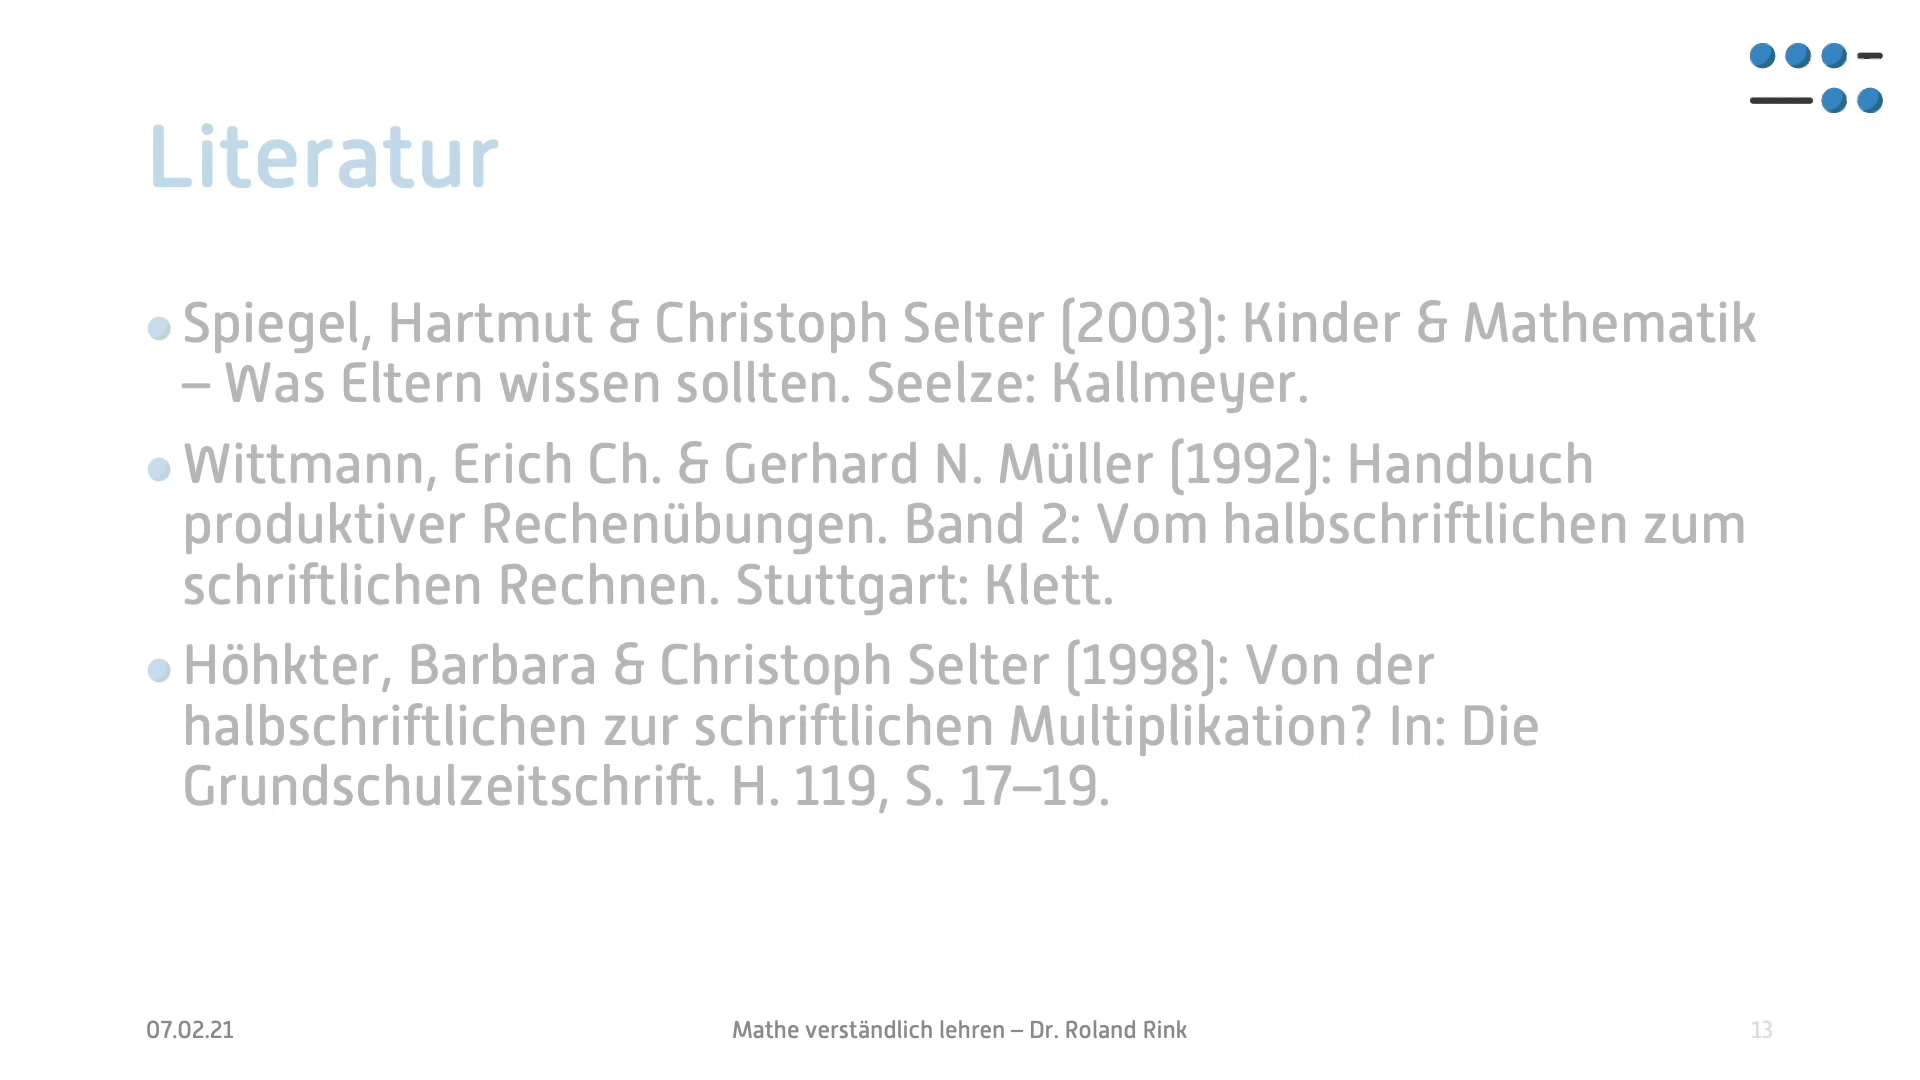 Literatur
Spiegel, Hartmut & Christoph Selter (2003): Kinder & Mathematik
– Was Eltern wissen sollten. Seelze: Kallmeyer.
Wittmann, Erich Ch. & Gerhard N. Müller (1992): Handbuch
produktiver Rechenübungen. Band 2: Vom halbschriftlichen zum
schriftlichen Rechnen. Stuttgart: Klett.
Höhkter, Barbara & Christoph Selter (1998): Von der
halbschriftlichen zur schriftlichen Multiplikation? In: Die
Grundschulzeitschrift. H. 119, S. 17–19.
07.02.21
Mathe verständlich lehren – Dr. Roland Rink
13